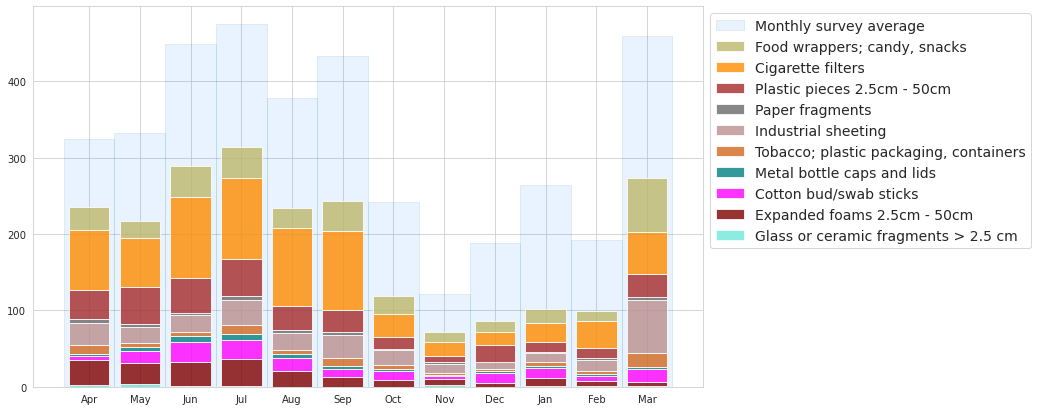 400
300
200
100
0
Apr May Jun Jul Aug Sep Oct Nov Dec Jan Feb Mar
Monthly survey average
Food wrappers; candy, snacks
Cigarette filters
Plastic pieces 2.5cm - 50cm
Paper fragments
Industrial sheeting
Tobacco; plastic packaging, containers
Metal bottle caps and lids
Cotton bud/swab sticks
Expanded foams 2.5cm - 50cm
Glass or ceramic fragments > 2.5 cm